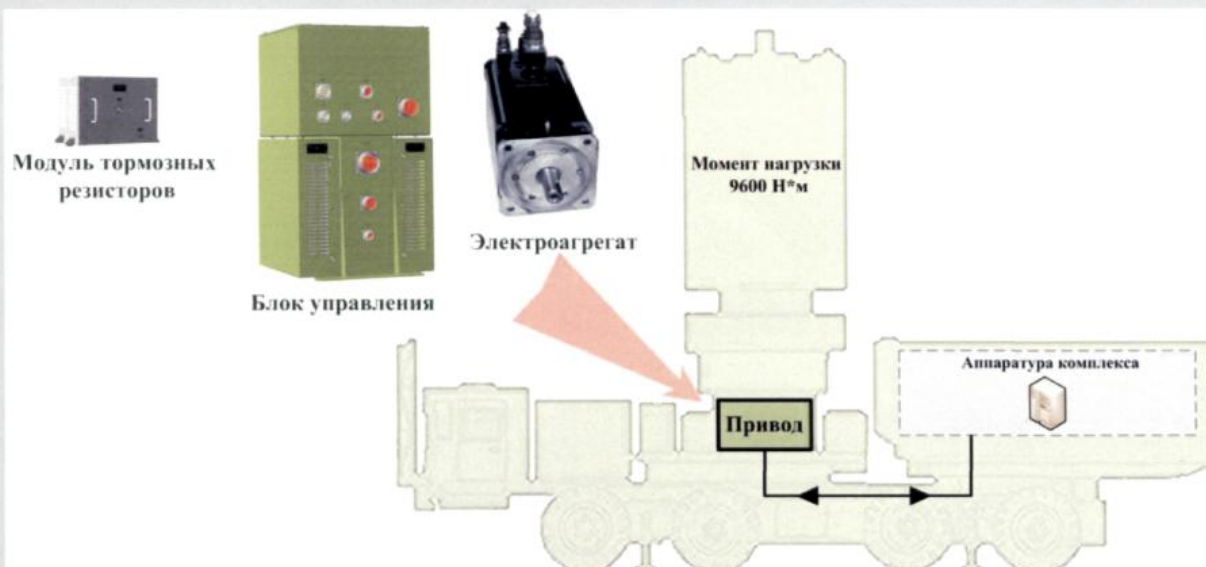 Модуль тормозных
резисторов
Блок управления
Электроагрегат
Момент нагрузки
9600 Н*м
Привод
Аппаратура комплекса